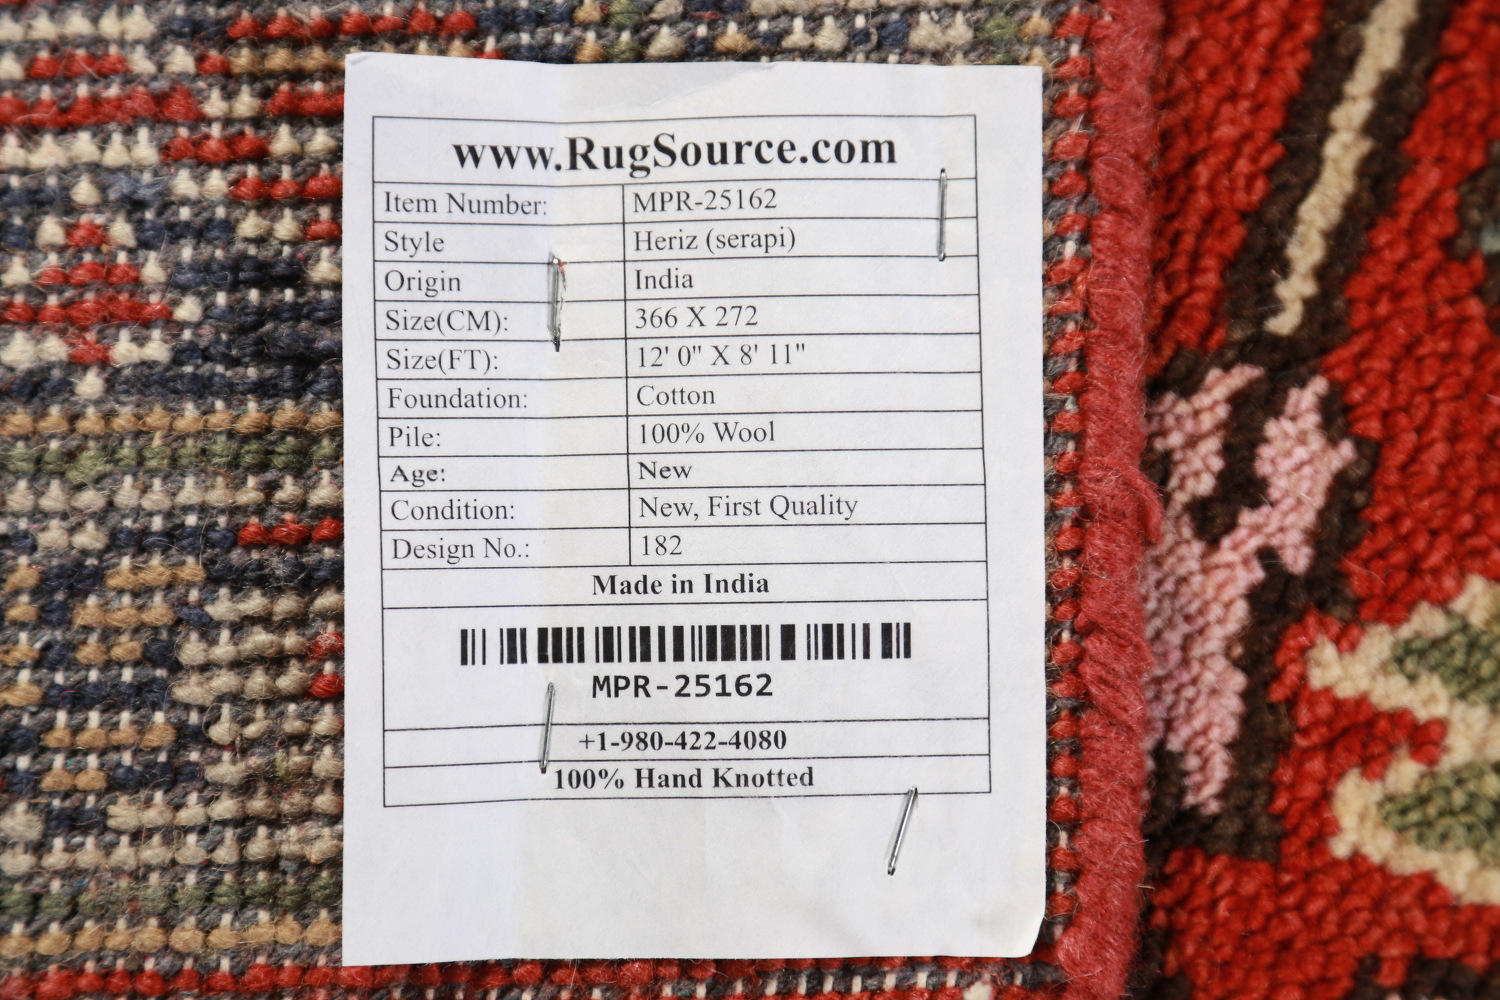 www.RugSource.com
Item Number: MPR-25162
Style Heriz (serapi)
Origin India
Size(CM): 366 X 272
Size(FT): 12' 0" X 8' 11"
Foundation: Cotton
Pile: 100% Wool
Age: New
Condition: New, First Quality
Design No.: 182
Made in India
MPR-25162
+1-980-422-4080
100% Hand Knotted